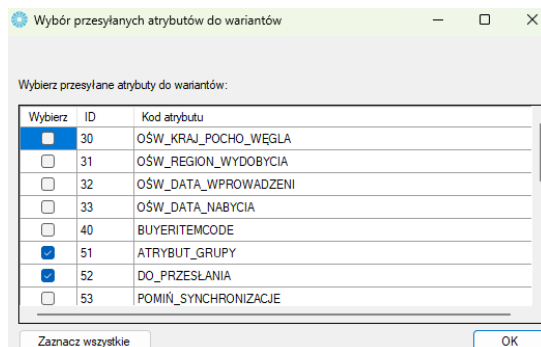 Wybór przesyłanych atrybutów do wariantów
Wybierz przesyłane atrybuty do wariantów:
Wybierz ID Kod atrybutu
30 OŚW_KRAJ_POCHO_WĘGLA
31 OŚW_REGION_WYDOBYCIA
32 OŚW_DATA_WPROWADZENI
33 OŚW_DATA_NABYCIA
40 BUYERITEMCODE
51 ATRYBUT_GRUPY
52 DO_PRZESŁANIA
53 POMIŃ_SYNCHRONIZACJE
Zaznacz wszystkie OK